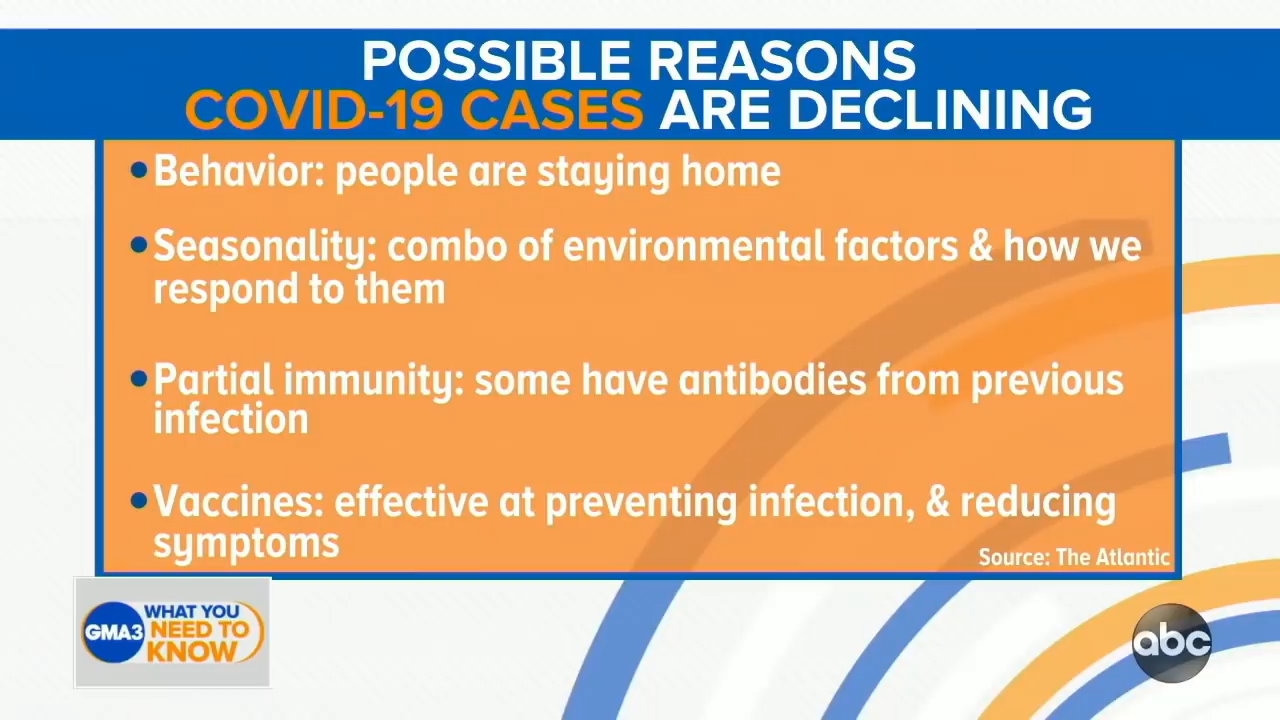 POSSIBLE REASONS
COVID-19 CASES ARE DECLINING
•Behavior: people are staying home
•Seasonality: combo of environmental factors & how we
respond to them
•Partial immunity: some have antibodies from previous
infection
•Vaccines: effective at preventing infection, & reducing
symptoms
Source: The Atlantic
GMA3
WHAT YOU
NEED TO
KNOW
abc